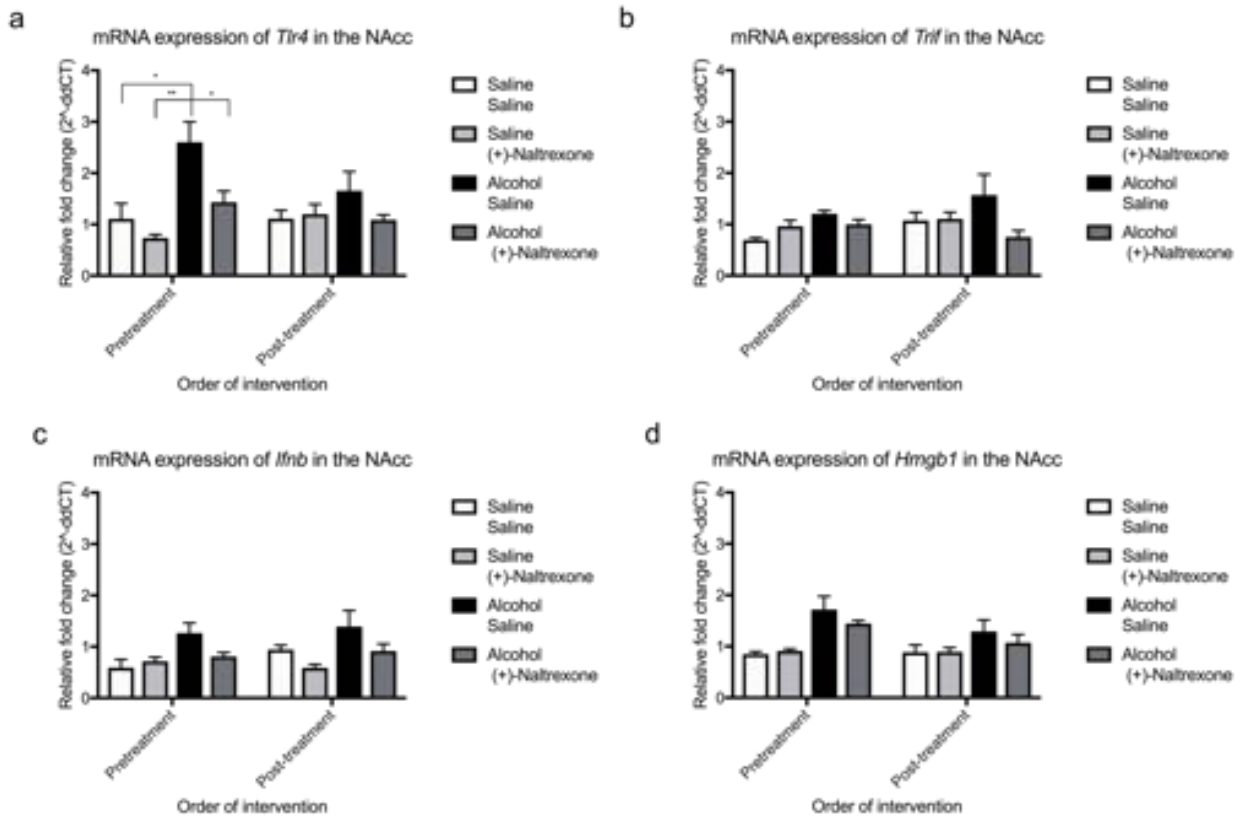 a
mRNA expression of Tlr4 in the NAcc
Relative fold change (2^-ddCT)
4
3
2
1
0
*
**
*
Pretreatment
Post-treatment
Order of intervention
Saline
Saline
Saline
(+)-Naltrexone
Alcohol
Saline
Alcohol
(+)-Naltrexone
b
mRNA expression of Trif in the NAcc
Relative fold change (2^-ddCT)
4
3
2
1
0
Pretreatment
Post-treatment
Order of intervention
Saline
Saline
Saline
(+)-Naltrexone
Alcohol
Saline
Alcohol
(+)-Naltrexone
c
mRNA expression of Ifnb in the NAcc
Relative fold change (2^-ddCT)
4
3
2
1
0
Pretreatment
Post-treatment
Order of intervention
Saline
Saline
Saline
(+)-Naltrexone
Alcohol
Saline
Alcohol
(+)-Naltrexone
d
mRNA expression of Hmgb1 in the NAcc
Relative fold change (2^-ddCT)
4
3
2
1
0
Pretreatment
Post-treatment
Order of intervention
Saline
Saline
Saline
(+)-Naltrexone
Alcohol
Saline
Alcohol
(+)-Naltrexone